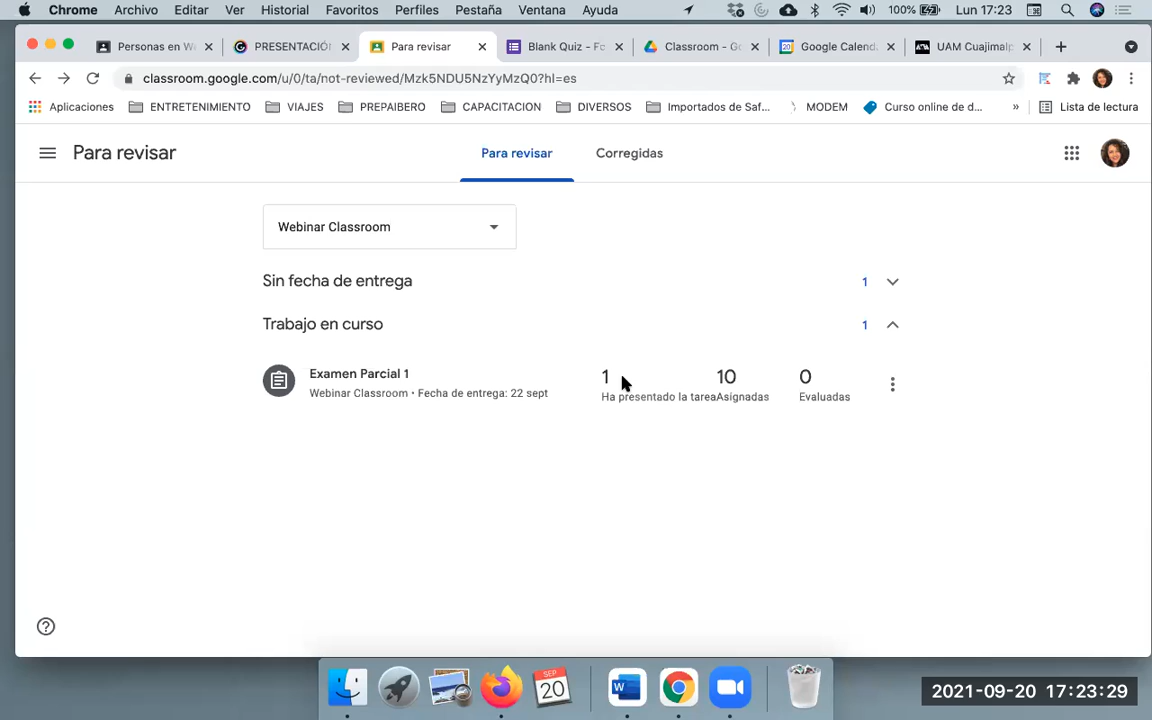 Chrome Archivo Editar Ver Historial Favoritos Perfiles Pestaña Ventana Ayuda 100% Lun 17:23
Personas en W PRESENTACIÓN Para revisar Blank Quiz - Fo Classroom - Go Google Calend UAM Cuajimalp
classroom.google.com/u/0/ta/not-reviewed/Mzk5NDU5NzYyMzQ0?hl=es
Aplicaciones ENTRETENIMIENTO VIAJES PREPAIBERO CAPACITACION DIVERSOS Importados de Saf... MODEM Curso online de d... » Lista de lectura
Para revisar Para revisar Corregidas
Webinar Classroom
Sin fecha de entrega 1
Trabajo en curso 1
Examen Parcial 1 1 10 0
Webinar Classroom • Fecha de entrega: 22 sept Ha presentado la tareaAsignadas Evaluadas
SEP
20
2021-09-20 17:23:29